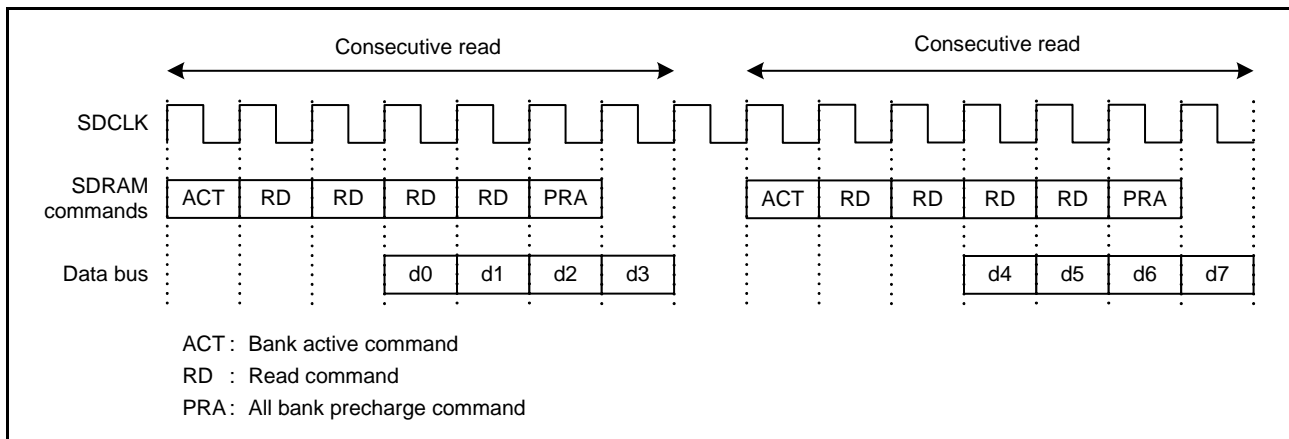 Consecutive read Consecutive read
SDCLK
SDRAM commands ACT RD RD RD RD PRA ACT RD RD RD RD PRA
Data bus d0 d1 d2 d3 d4 d5 d6 d7
ACT : Bank active command
RD : Read command
PRA : All bank precharge command